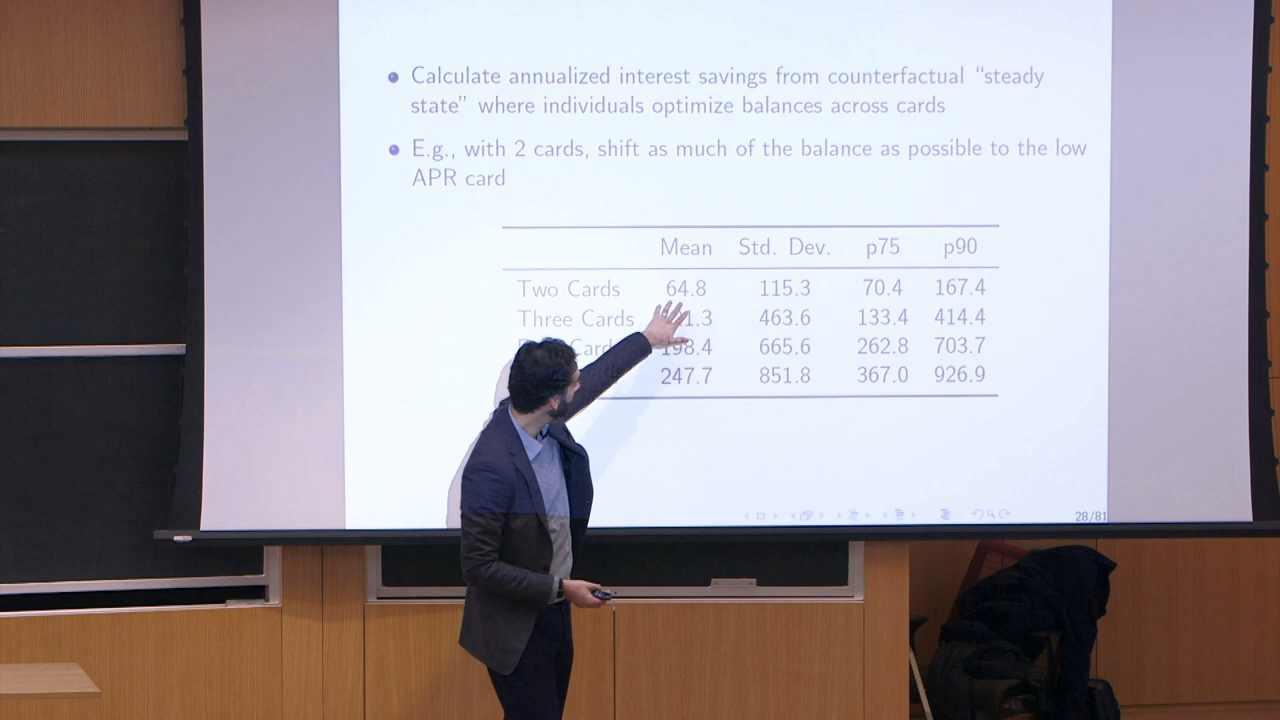 Calculate annualized interest savings from counterfactual “steady
state” where individuals optimize balances across cards
E.g., with 2 cards, shift as much of the balance as possible to the low
APR card
Mean Std. Dev. p75 p90
Two Cards 64.8 115.3 70.4 167.4
Three Cards 463.6 133.4 414.4
198.4 665.6 262.8 703.7
247.7 851.8 367.0 926.9
28/81